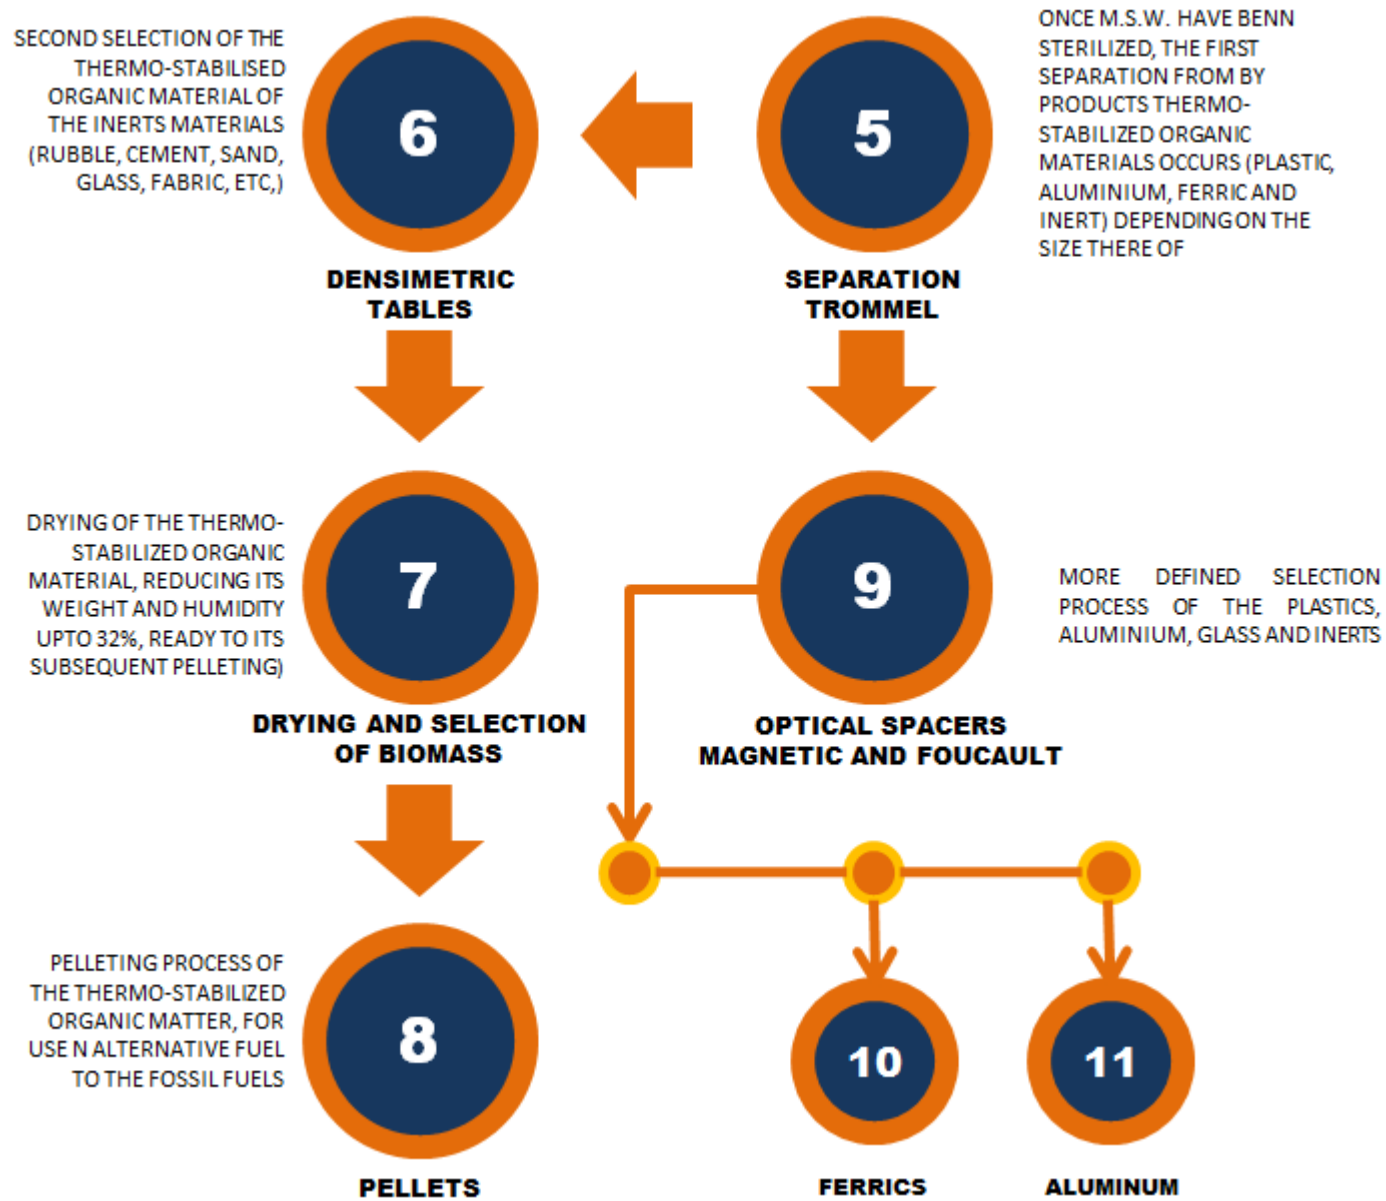 SECOND SELECTION OF THE
THERMO-STABILISED
ORGANIC MATERIAL OF
THE INERTS MATERIALS
(RUBBLE, CEMENT, SAND,
GLASS, FABRIC, ETC,)
6
DENSIMETRIC
TABLES
5
SEPARATION
TROMMEL
ONCE M.S.W. HAVE BENN
STERILIZED, THE FIRST
SEPARATION FROM BY
PRODUCTS THERMO-
STABILIZED ORGANIC
MATERIALS OCCURS (PLASTIC,
ALUMINIUM, FERRIC AND
INERT) DEPENDING ON THE
SIZE THERE OF
DRYING OF THE THERMO-
STABILIZED ORGANIC
MATERIAL, REDUCING ITS
WEIGHT AND HUMIDITY
UPTO 32%, READY TO ITS
SUBSEQUENT PELLETING)
7
DRYING AND SELECTION
OF BIOMASS
9
OPTICAL SPACERS
MAGNETIC AND FOUCAULT
MORE DEFINED SELECTION
PROCESS OF THE PLASTICS,
ALUMINIUM, GLASS AND INERTS
PELLETING PROCESS OF
THE THERMO-STABILIZED
ORGANIC MATTER, FOR
USE N ALTERNATIVE FUEL
TO THE FOSSIL FUELS
8
PELLETS
10
FERRICS
11
ALUMINUM